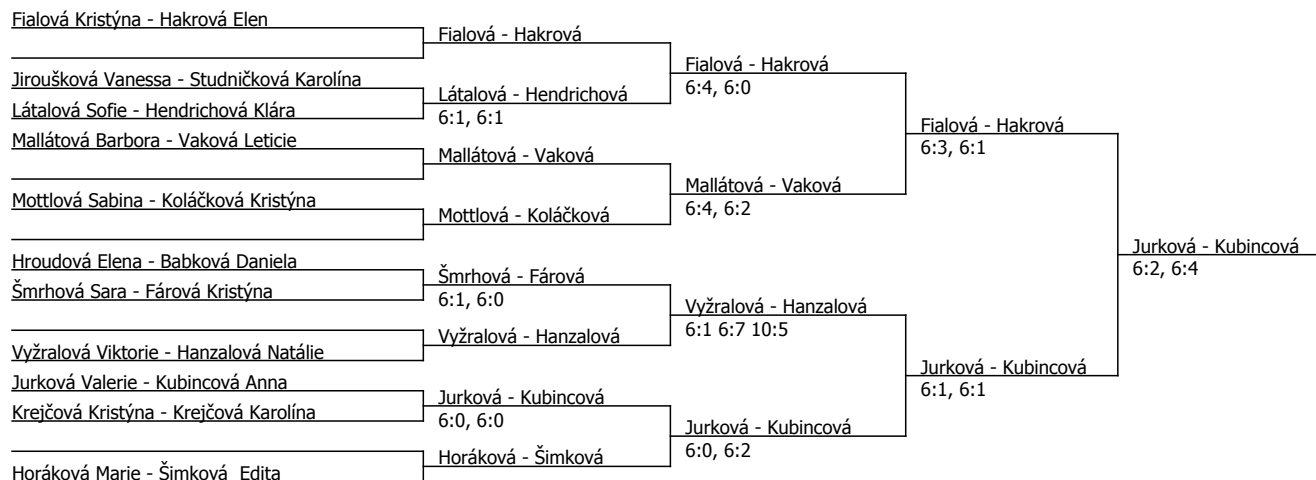 Fialová Kristýna - Hakrová Elen
Jiroušková Vanessa - Studničková Karolína
Látalová Sofie - Hendrichová Klára
Mallátová Barbora - Vaková Leticie
Mottlová Sabina - Koláčková Kristýna
Hroudová Elena - Babková Daniela
Šmrhová Sara - Fárová Kristýna
Vyžralová Viktorie - Hanzalová Natálie
Jurková Valerie - Kubincová Anna
Krejčová Kristýna - Krejčová Karolína
Horáková Marie - Šimková  Edita
Fialová - Hakrová
Látalová - Hendrichová
6:1, 6:1
Mallátová - Vaková
Mottlová - Koláčková
Šmrhová - Fárová
6:1, 6:0
Vyžralová - Hanzalová
Jurková - Kubincová
6:0, 6:0
Horáková - Šimková
Fialová - Hakrová
6:4, 6:0
Mallátová - Vaková
6:4, 6:2
Vyžralová - Hanzalová
6:1 6:7 10:5
Jurková - Kubincová
6:0, 6:2
Fialová - Hakrová
6:3, 6:1
Jurková - Kubincová
6:1, 6:1
Jurková - Kubincová
6:2, 6:4